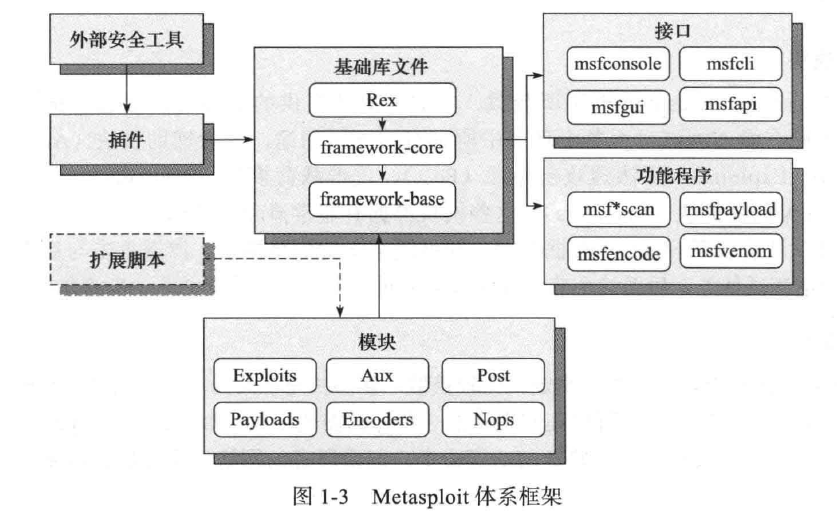 外部安全工具
插件
扩展脚本
基础库文件
Rex
framework-core
framework-base
接口
msfconsole msfcli
msfgui msfapi
功能程序
msf*scan msfpayload
msfencode msfvenom
模块
Exploits Aux Post
Payloads Encoders Nops
图 1-3 Metasploit 体系框架